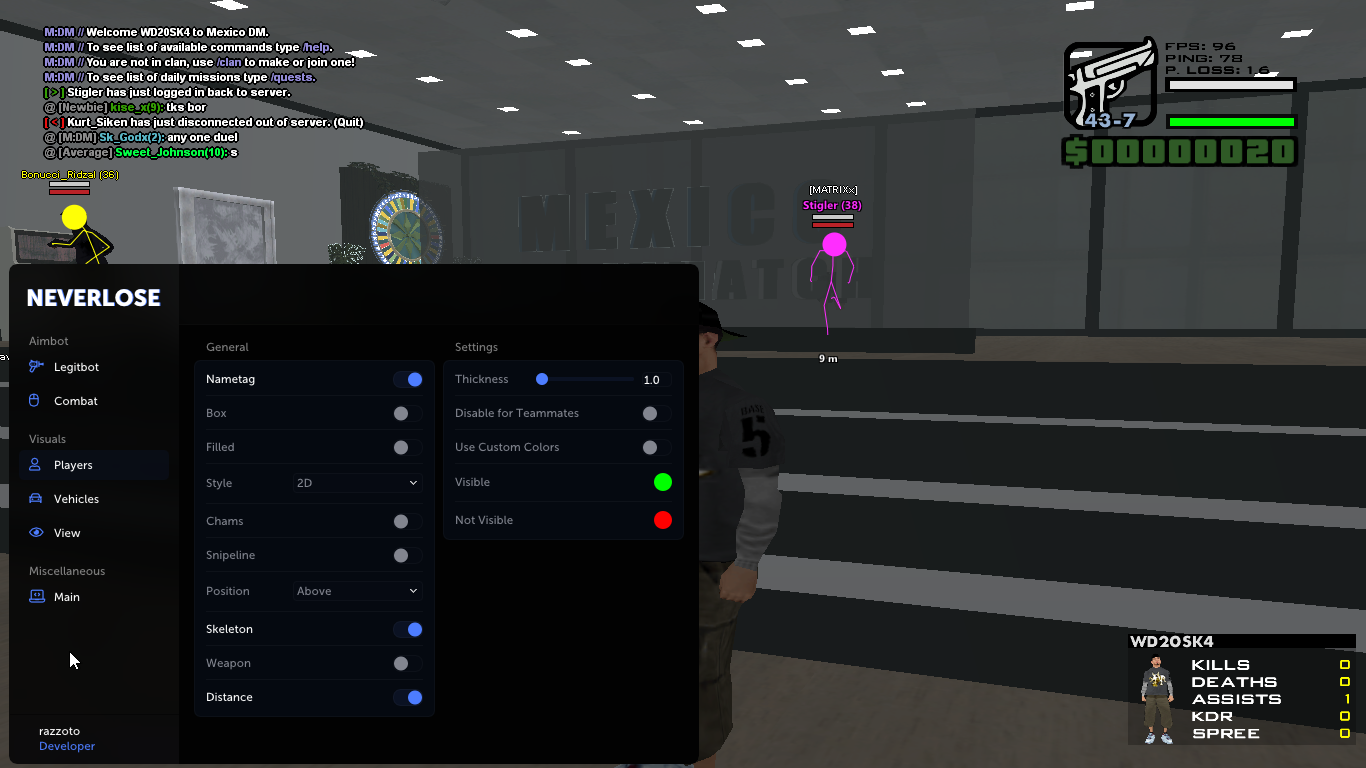 M:DM // Welcome WD20SK4 to Mexico DM.
M:DM // To see list of available commands type /help.
M:DM // You are not in clan, use /clan to make or join one!
M:DM // To see list of daily missions type /quests.
[ > ] Stigler has just logged in back to server.
@ [Newbie] kise_x(9): tks bor
[ < ] Kurt_Siken has just disconnected out of server. (Quit)
@ [M:DM] Sk_Godx(2): any one duel
@ [Average] Sweet_Johnson(10): s
FPS: 96
PING: 78
P. LOSS: 1.6
43-7
$00000020
Bonucci_Ridzal (36)
[MATRIXx]
Stigler (38)
MEXICO
9 m
NEVERLOSE
Aimbot
Legitbot
Combat
Visuals
Players
Vehicles
View
Miscellaneous
Main
razzoto
Developer
General
Nametag
Box
Filled
Style 2D
Chams
Snipeline
Position Above
Skeleton
Weapon
Distance
Settings
Thickness 1.0
Disable for Teammates
Use Custom Colors
Visible
Not Visible
BASE
5
WD20SK4
KILLS 0
DEATHS 0
ASSISTS 1
KDR 0
SPREE 0